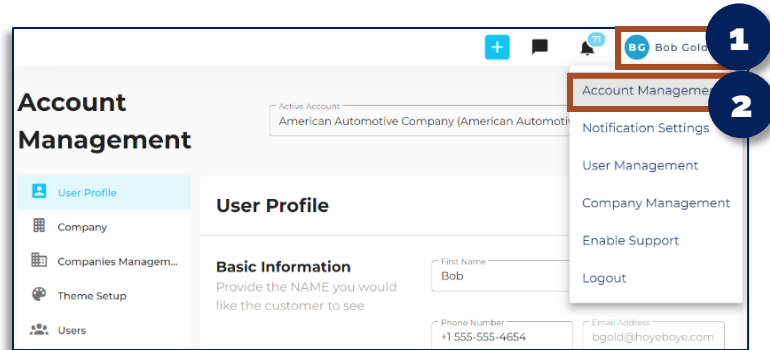 1
71
BG Bob Gold
Account Management
2
Account
Management
Active Account
American Automotive Company (American Automoti
Notification Settings
User Management
Company Management
Enable Support
Logout
User Profile
Company
Companies Managem...
Theme Setup
Users
User Profile
Basic Information
Provide the NAME you would
like the customer to see
First Name
Bob
Phone Number
+1 555-555-4654
Email Address
bgold@hoyeboye.com